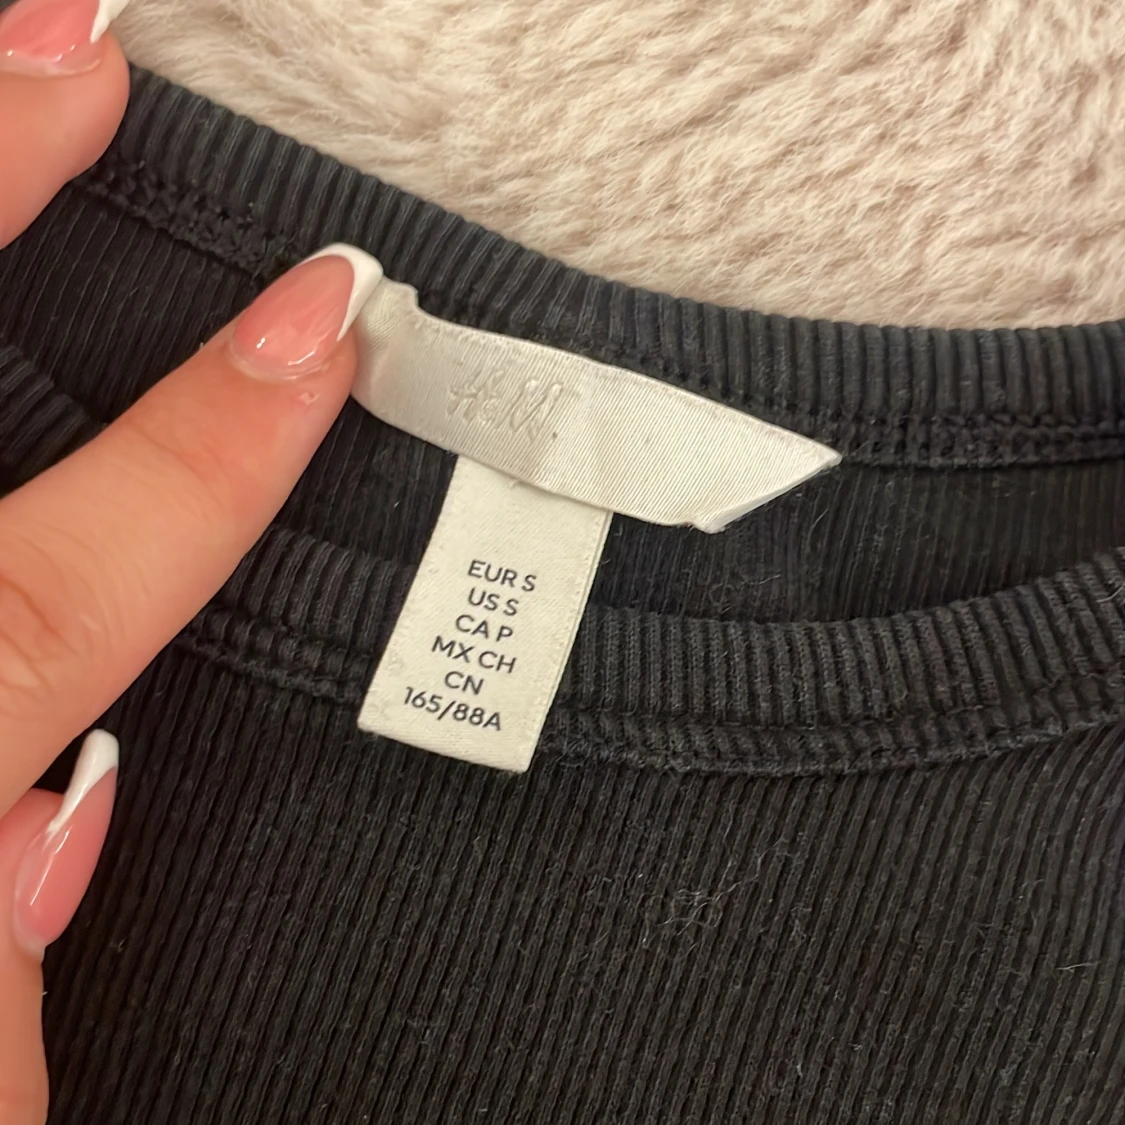 H&M
EUR S
US S
CA P
MX CH
CN
165/88A